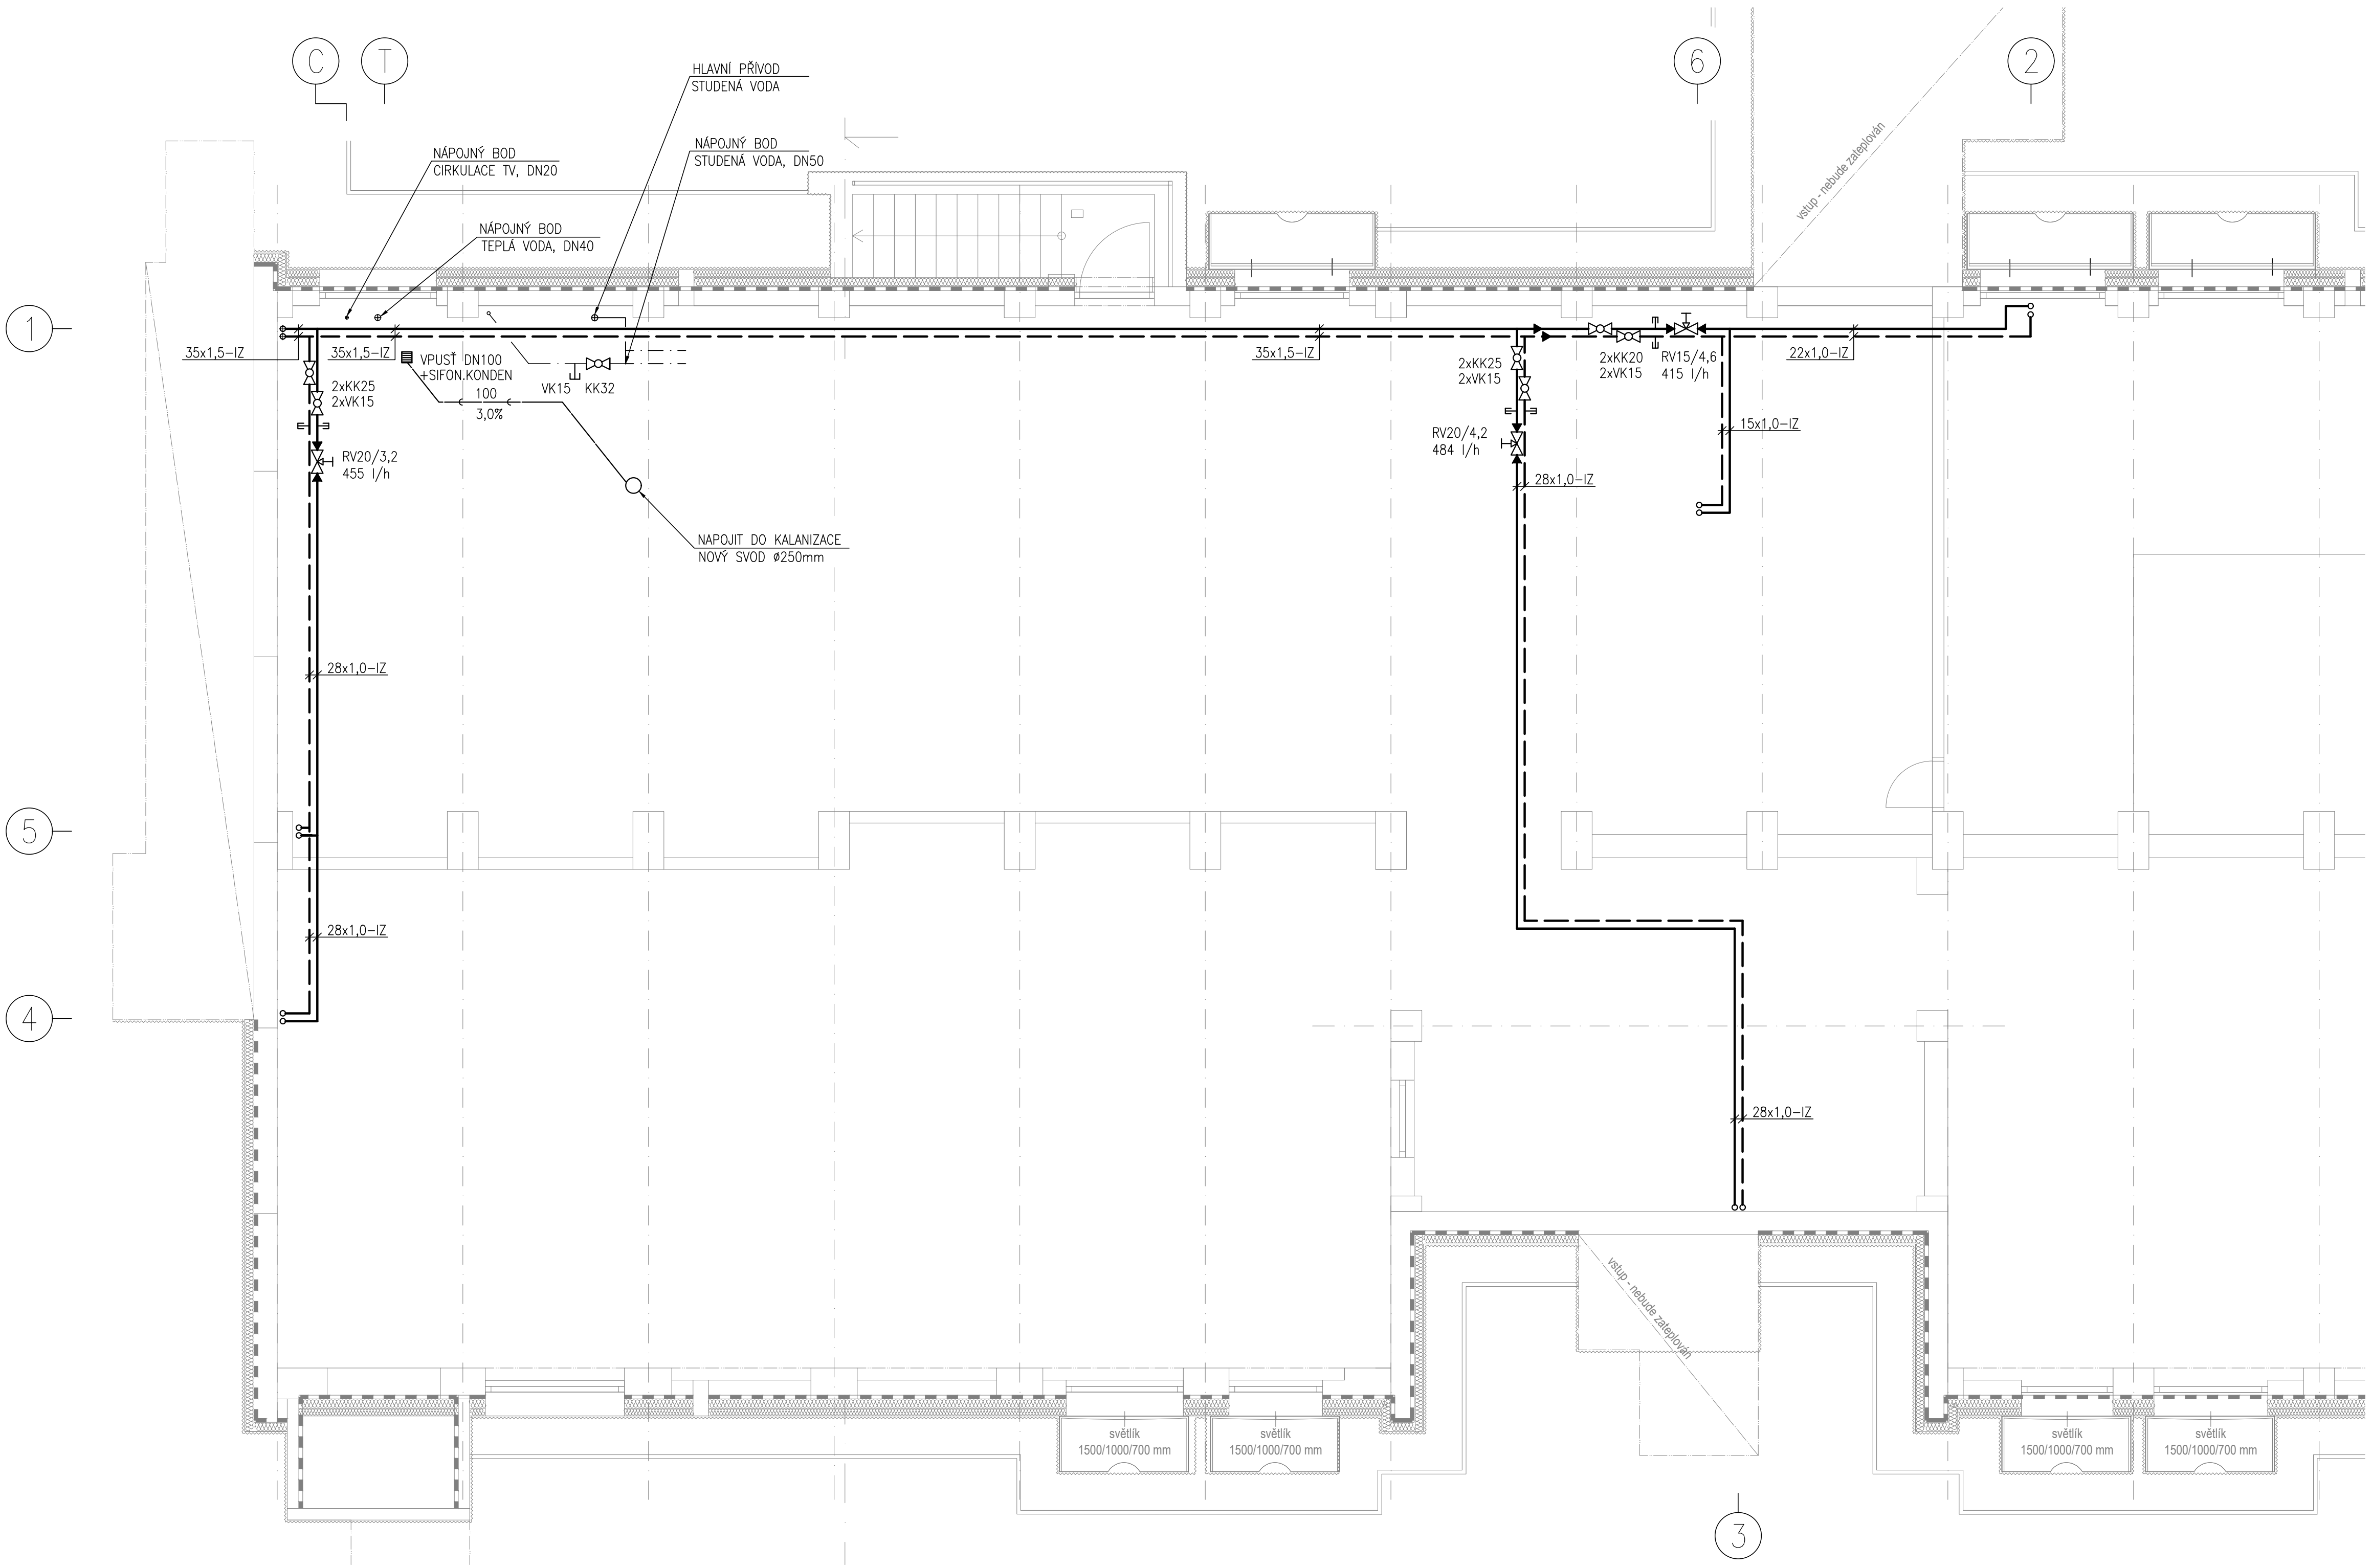 C
T
6
2
HLAVNÍ PŘÍVOD
STUDENÁ VODA
NÁPOJNÝ BOD
STUDENÁ VODA, DN50
NÁPOJNÝ BOD
CIRKULACE TV, DN20
NÁPOJNÝ BOD
TEPLÁ VODA, DN40
vstup - nebude zateplován
1
35x1,5-IZ
35x1,5-IZ
VPUSŤ DN100
+SIFON.KONDEN
100
3,0%
VK15
KK32
2xKK25
2xVK15
RV20/3,2
455 l/h
NAPOJIT DO KALANIZACE
NOVÝ SVOD ø250mm
35x1,5-IZ
2xKK25
2xVK15
2xKK20
2xVK15
RV15/4,6
415 l/h
22x1,0-IZ
RV20/4,2
484 l/h
15x1,0-IZ
28x1,0-IZ
28x1,0-IZ
5
28x1,0-IZ
4
28x1,0-IZ
vstup - nebude zateplován
světlík
1500/1000/700 mm
světlík
1500/1000/700 mm
světlík
1500/1000/700 mm
světlík
1500/1000/700 mm
3